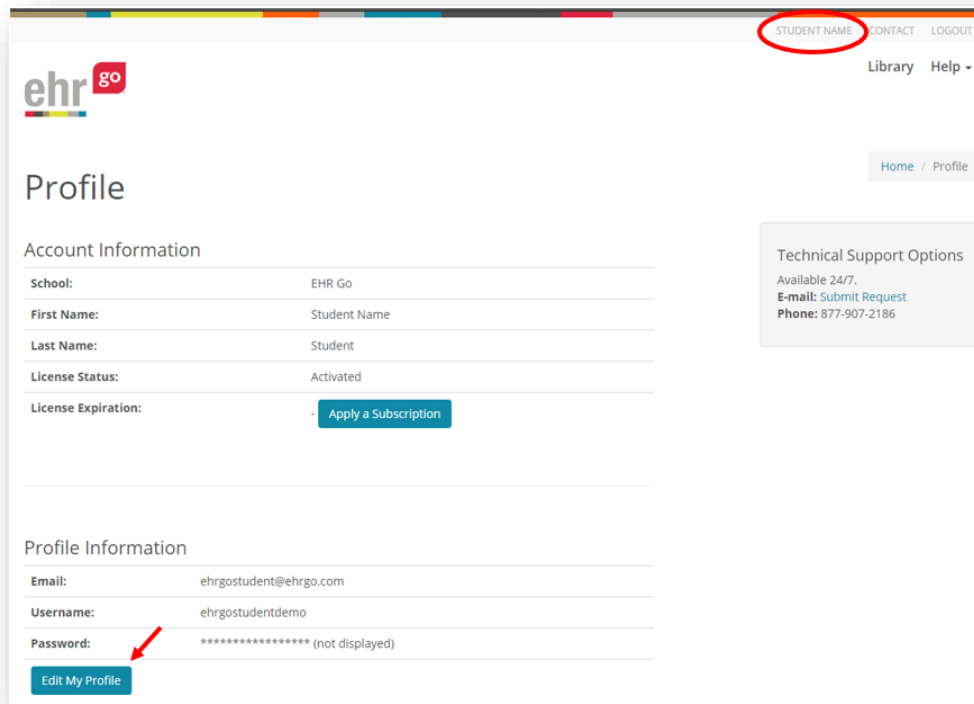 STUDENT NAME CONTACT LOGOUT
ehr go
Library Help
Home / Profile
Profile
Account Information
School: EHR Go
First Name: Student Name
Last Name: Student
License Status: Activated
License Expiration: - Apply a Subscription
Technical Support Options
Available 24/7.
E-mail: Submit Request
Phone: 877-907-2186
Profile Information
Email: ehrgostudent@ehrgo.com
Username: ehrgostudentdemo
Password: ***************** (not displayed)
Edit My Profile